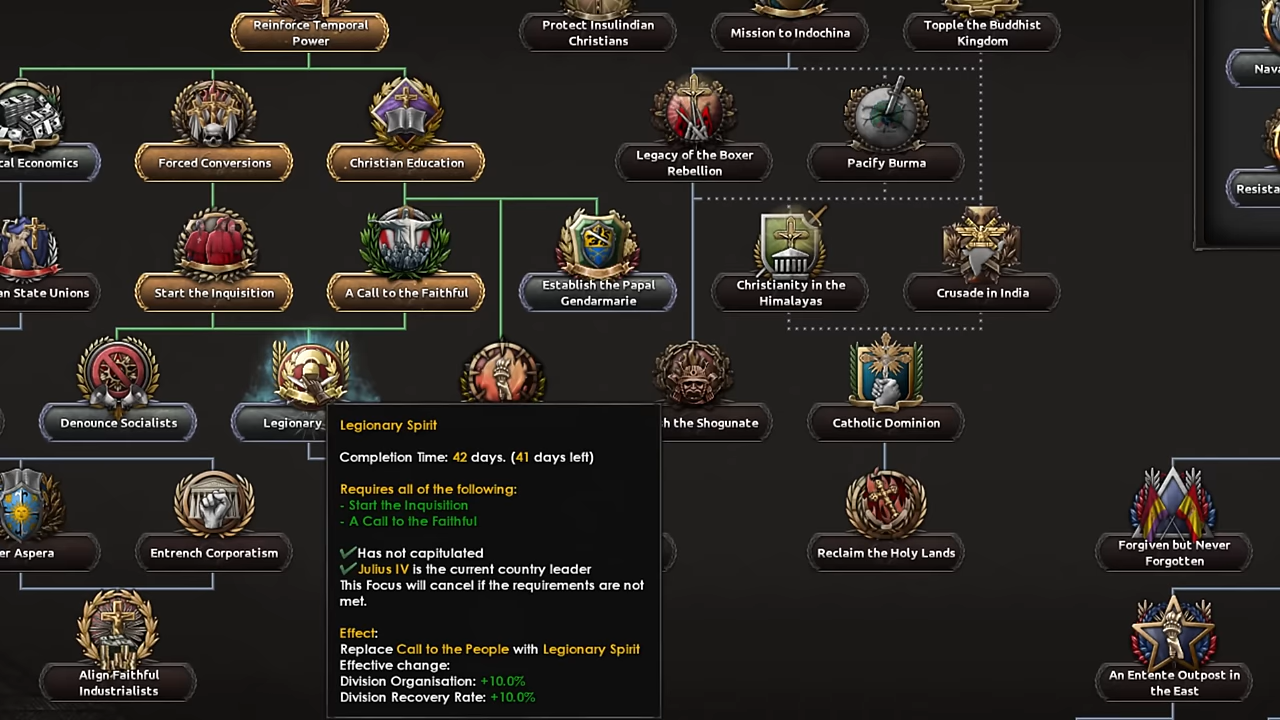 Reinforce Temporal
Power
Protect Insulindian
Christians
Mission to Indochina
Topple the Buddhist
Kingdom
Nava
cal Economics
Forced Conversions
Christian Education
Legacy of the Boxer
Rebellion
Pacify Burma
Resista
an State Unions
Start the Inquisition
A Call to the Faithful
Establish the Papal
Gendarmarie
Christianity in the
Himalayas
Crusade in India
Denounce Socialists
Legionary
h the Shogunate
Catholic Dominion
Legionary Spirit
Completion Time: 42 days. (41 days left)
Requires all of the following:
- Start the Inquisition
- A Call to the Faithful
Has not capitulated
Julius IV is the current country leader
This Focus will cancel if the requirements are not
met.
Effect:
Replace Call to the People with Legionary Spirit
Effective change:
Division Organisation: +10.0%
Division Recovery Rate: +10.0%
er Aspera
Entrench Corporatism
Reclaim the Holy Lands
Forgiven but Never
Forgotten
Align Faithful
Industrialists
An Entente Outpost in
the East